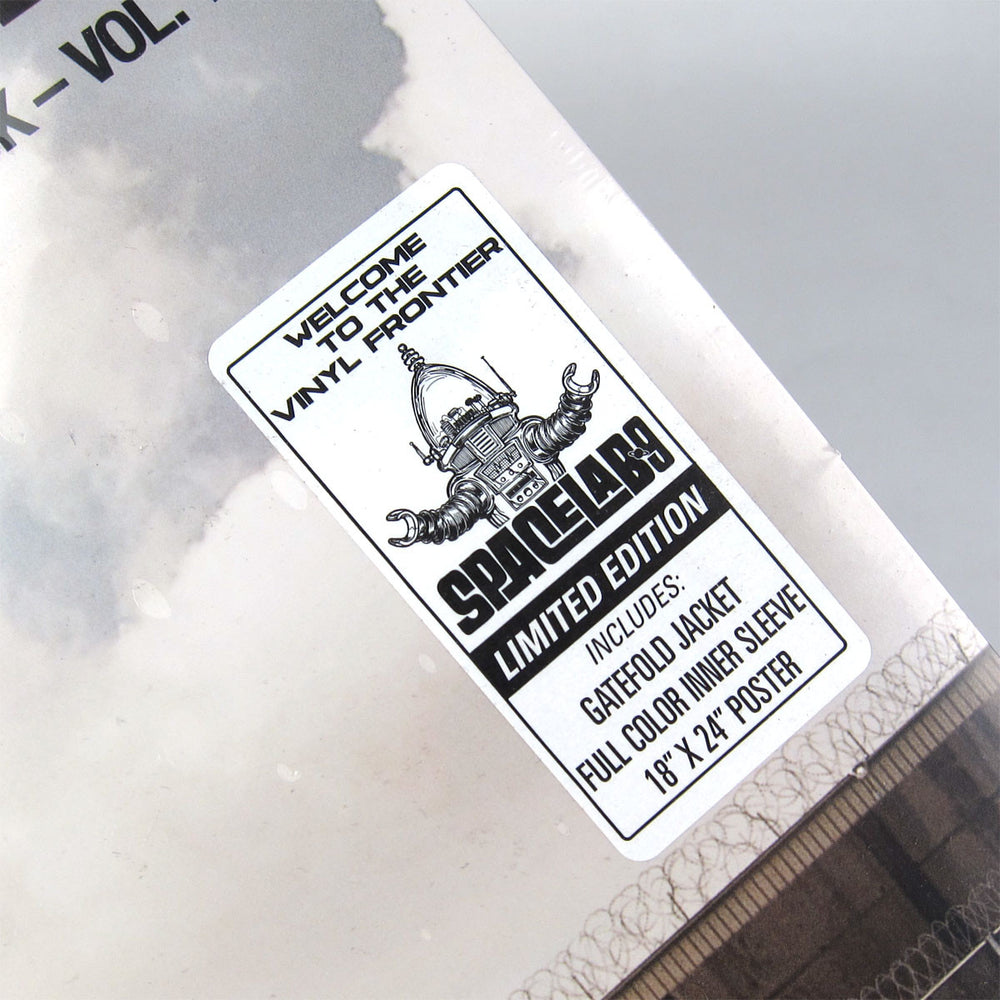 K – VOL.
WELCOME
TO THE
VINYL FRONTIER
SPACELAB9
LIMITED EDITION
INCLUDES:
GATEFOLD JACKET
FULL COLOR INNER SLEEVE
18" X 24" POSTER